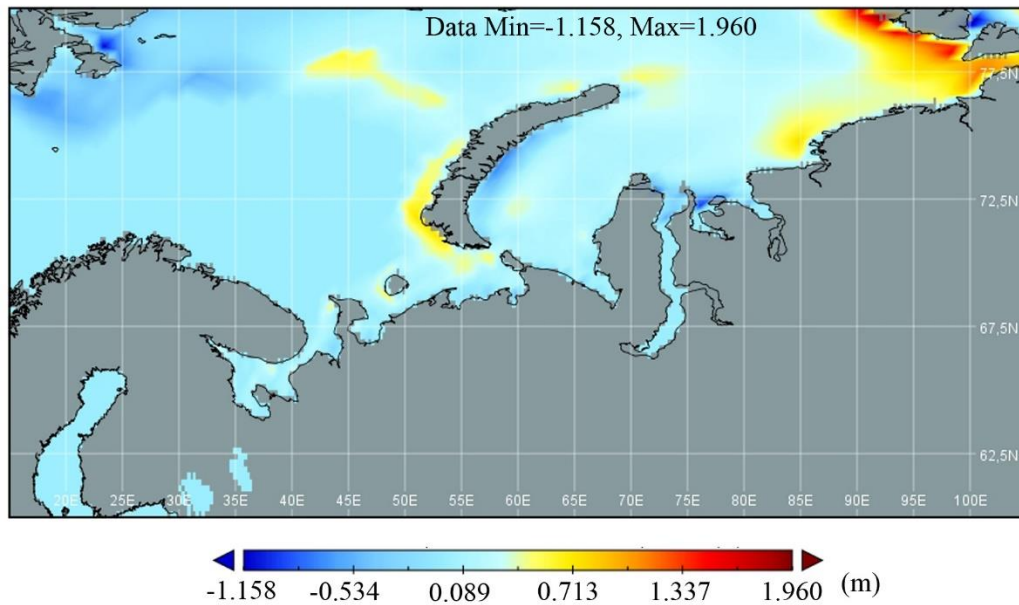 Data Min=-1.158, Max=1.960
77,5N
72,5N
67,5N
62,5N
20E 25E 30E 35E 40E 45E 50E 55E 60E 65E 70E 75E 80E 85E 90E 95E 100E
-1.158 -0.534 0.089 0.713 1.337 1.960 (m)